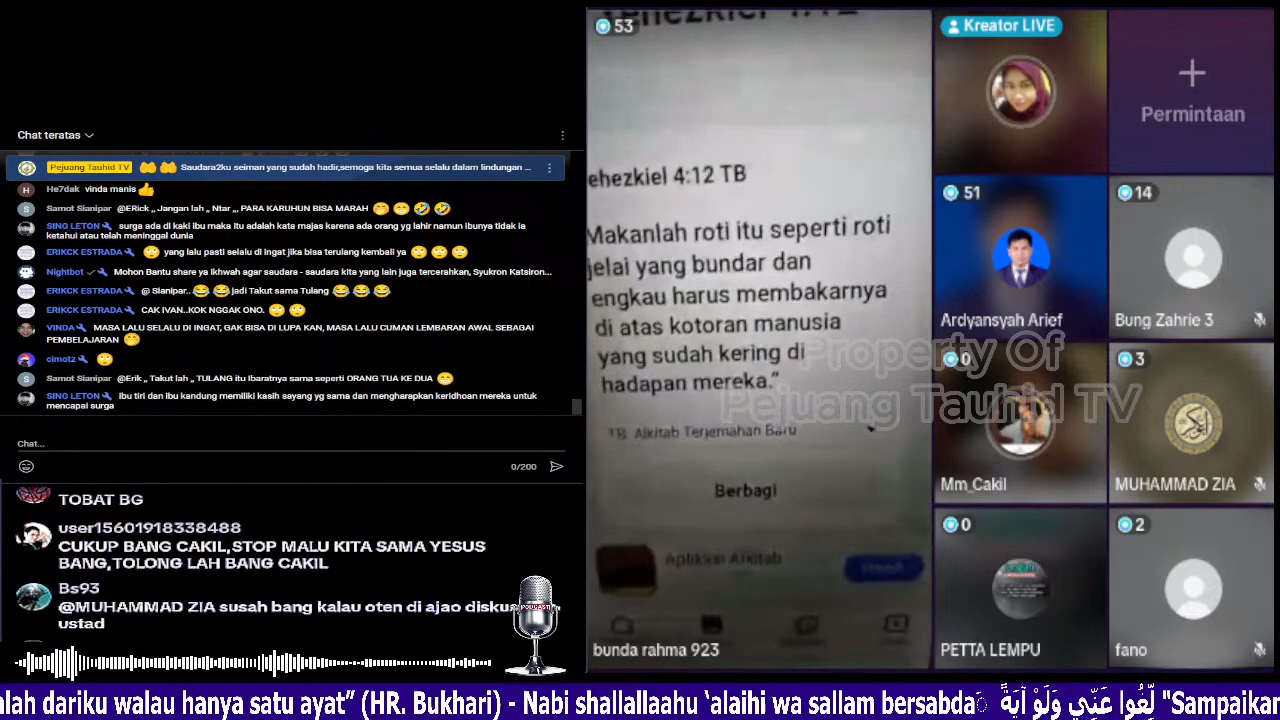 Chat teratas
Pejuang Tauhid TV Saudara2ku seiman yang sudah hadir,semoga kita semua selalu dalam lindungan ...
He7dak vinda manis
Samot Sianipar @ERick ,, Jangan lah ,, Ntar ,,, PARA KARUHUN BISA MARAH
SING LETON surga ada di kaki ibu maka itu adalah kata majas karena ada orang yg lahir namun ibunya tidak ia
ketahui atau telah meninggal dunia
ERIKCK ESTRADA yang lalu pasti selalu di ingat jika bisa terulang kembali ya
Nightbot Mohon Bantu share ya ikhwah agar saudara - saudara kita yang lain juga tercerahkan, Syukron Katsiron...
ERIKCK ESTRADA @ Sianipar.. jadi Takut sama Tulang
ERIKCK ESTRADA CAK IVAN..KOK NGGAK ONO.
VINDA MASA LALU SELALU DI INGAT, GAK BISA DI LUPA KAN, MASA LALU CUMAN LEMBARAN AWAL SEBAGAI
PEMBELAJARAN
cimotz
Samot Sianipar @Erik ,, Takut lah ,, TULANG itu Ibaratnya sama seperti ORANG TUA KE DUA
SING LETON ibu tiri dan ibu kandung memiliki kasih sayang yg sama dan mengharapkan keridhoan mereka untuk
mencapai surga
Chat...
0/200
TOBAT BG
user15601918338488
CUKUP BANG CAKIL,STOP MALU KITA SAMA YESUS
BANG,TOLONG LAH BANG CAKIL
Bs93
@MUHAMMAD ZIA susah bang kalau oten di ajao
ustad
PODCAST
53
ehezkiel 4:12 TB
Makanlah roti itu seperti roti
jelai yang bundar dan
engkau harus membakarnya
di atas kotoran manusia
yang sudah kering di
hadapan mereka."
TB Alkitab Terjemahan Baru
Berbagi
Aplikasi Alkitab
bunda rahma 923
Kreator LIVE
Permintaan
51
Ardyansyah Arief
14
Bung Zahrie 3
0
Mm_Cakil
3
MUHAMMAD ZIA
0
PETTA LEMPU
2
fano
Property Of
Pejuang Tauhid TV
alah dariku walau hanya satu ayat” (HR. Bukhari) - Nabi shallallaahu ‘alaihi wa sallam bersabda لِّغُوا عَنِّي وَلَوْ آيَةً "Sampaikan